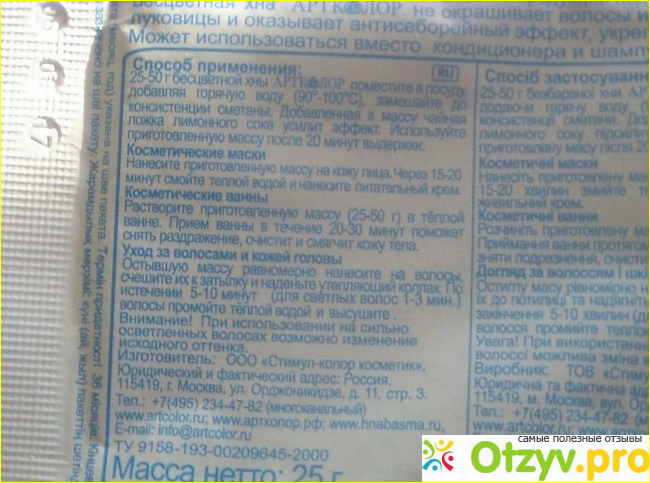 Бесцветная хна АРТКОЛОР не окрашивает волосы и
луковицы и оказывает антисеборейный эффект, укреп
Может использоваться вместо кондиционера и шампу
Способ применения:
RU
25-50 г бесцветной хны АРТКОЛОР поместите в посуду,
добавляя горячую воду (90°-100°С), замешайте до
консистенции сметаны. Добавленная в массу чайная
ложка лимонного сока усилит эффект. Используйте
приготовленную массу после 20 минут выдержки.
Косметические маски
Нанесите приготовленную массу на кожу лица. Через 15-20
минут смойте теплой водой и нанесите питательный крем.
Косметические ванны
Растворите приготовленную массу (25-50 г) в тёплой
ванне. Прием ванны в течение 20-30 минут поможет
снять раздражение, очистит и смягчит кожу тела.
Уход за волосами и кожей головы
Остывшую массу равномерно нанесите на волосы,
счешите их к затылку и наденьте утепляющий колпак. По
истечении 5-10 минут (для светлых волос 1-3 мин.)
волосы промойте тёплой водой и высушите .
Внимание! При использовании на сильно
осветленных волосах возможно изменение
исходного оттенка.
Изготовитель: ООО «Стимул-колор косметик»,
Юридический и фактический адрес: Россия,
115419, г. Москва, ул. Орджоникидзе, д. 11, стр. 3.
Тел.: +7(495) 234-47-82 (многоканальный)
www.artcolor.ru; www.артколор.рф; www.hnabasma.ru,
E-mail: info@artcolor.ru
ТУ 9158-193-00209645-2000
Масса нетто: 25 г
Спосіб застосуван
25-50 г безбарвної хни АР
додаючи гарячу воду (
консистенції сметани. До
лимонного соку підсилит
приготовлену масу після 20
Косметичні маски
Нанесіть приготовлену ма
15-20 хвилин змийте те
живильний крем.
Косметичні ванни
Розчиніть приготовлену ма
Приймання ванни протягом
зняти подразнення, очисти
Догляд за волоссям і шкі
Остиглу масу рівномірно н
їх до потилиці та надягніть
закінчення 5-10 хвилин (д
волосся промийте теплой
Увага! При використанн
волоссі можлива зміна в
Виробник: ТОВ «Стиму
Юридична та фактична адр
115419, м. Москва, вул. Ор
Тел.: +7(495) 234-47-82 (
www.artcolor.ru
самые полезные отзывы
Otzyv.pro